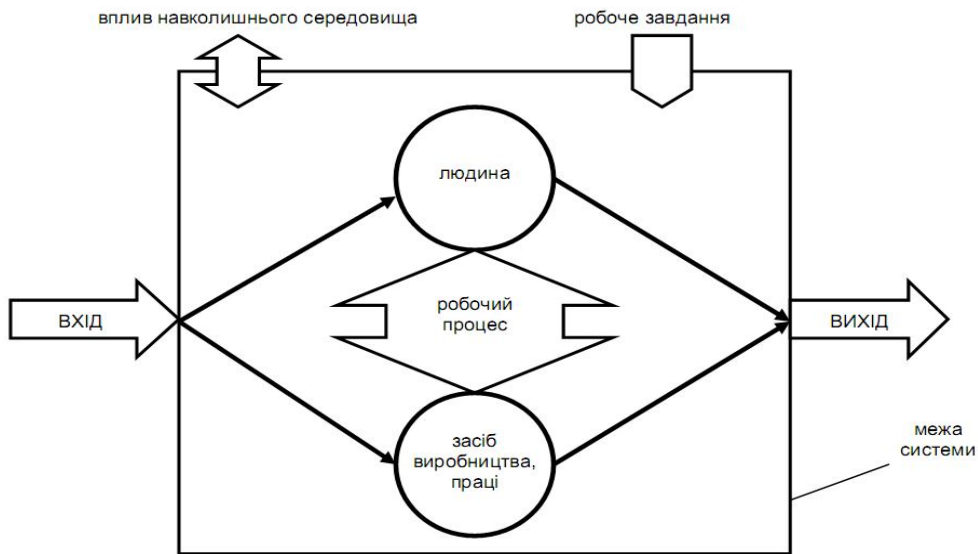 вплив навколишнього середовища
робоче завдання
людина
робочий
процес
ВХІД
ВИХІД
засіб
виробництва,
праці
межа
системи